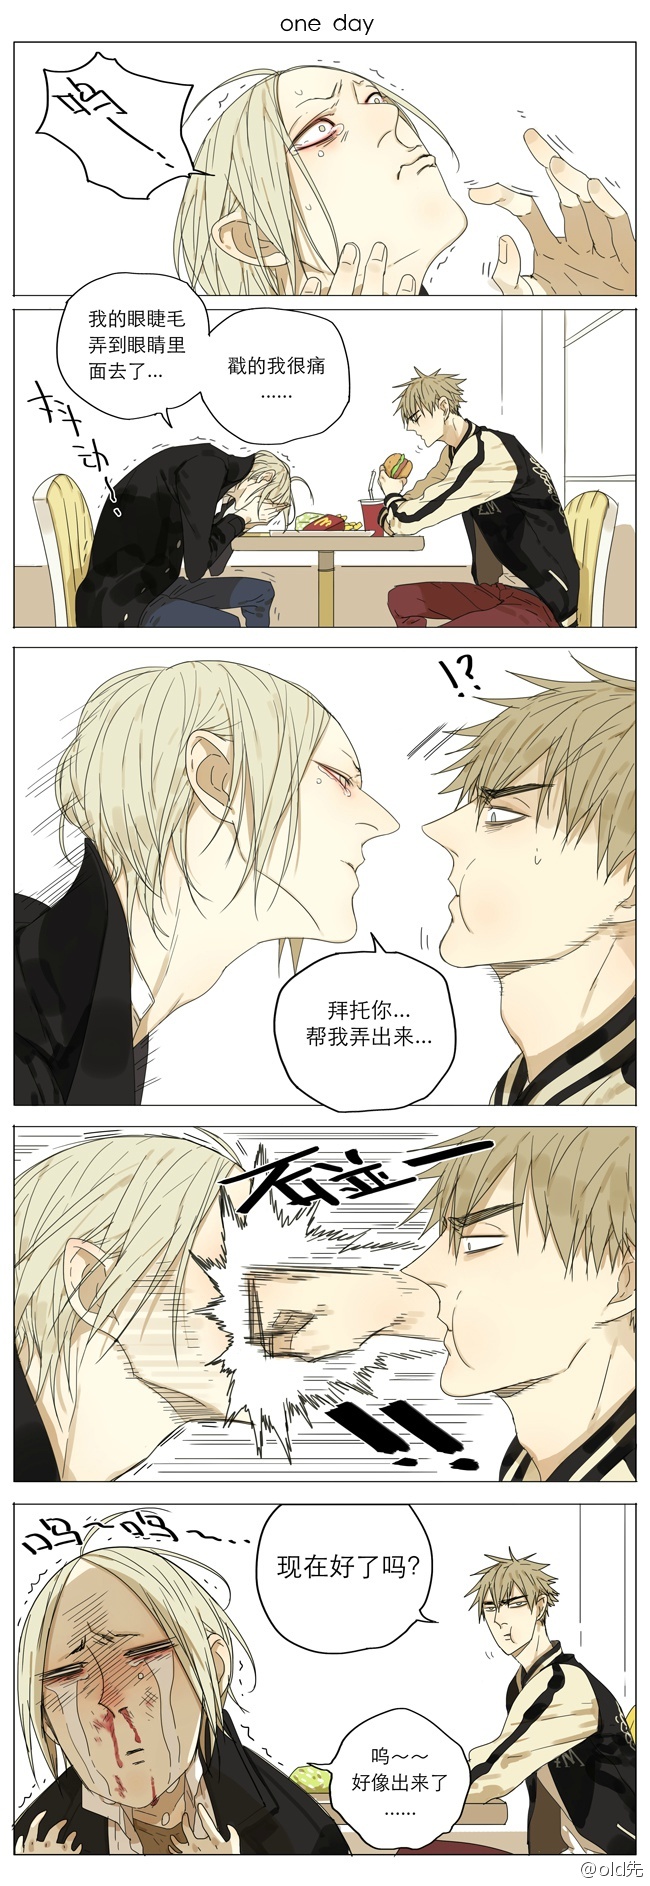 one day
呜一
我的眼睫毛
弄到眼睛里
面去了...
戳的我很痛
......
抖动~
!?
拜托你...
帮我弄出来...
!!
呜~呜~..
现在好了吗？
ZM
呜～～
好像出来了
......
@old先